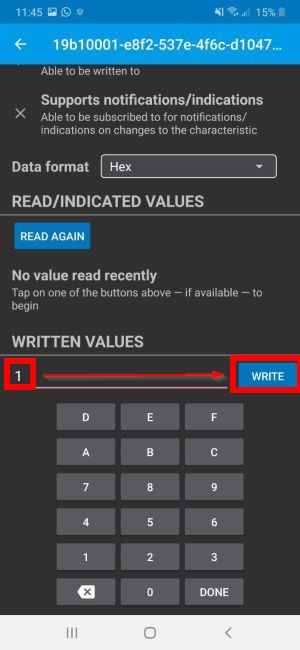 11:45 15%
19b10001-e8f2-537e-4f6c-d1047...
Able to be written to
Supports notifications/indications
Able to be subscribed to for notifications/
indications on changes to the characteristic
Data format Hex
READ/INDICATED VALUES
READ AGAIN
No value read recently
Tap on one of the buttons above — if available — to
begin
WRITTEN VALUES
1 WRITE
D E F
A B C
7 8 9
4 5 6
1 2 3
0 DONE